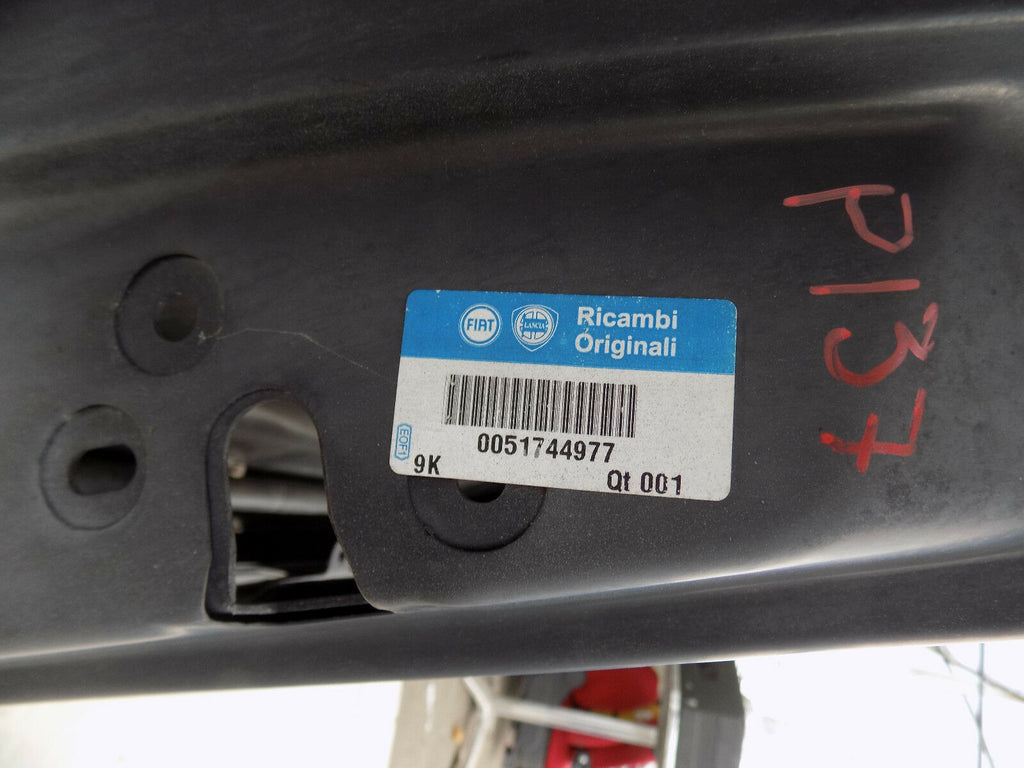 FIAT
LANCIA
Ricambi
Originali
0051744977
EOF1
9K
Qt 001
P137